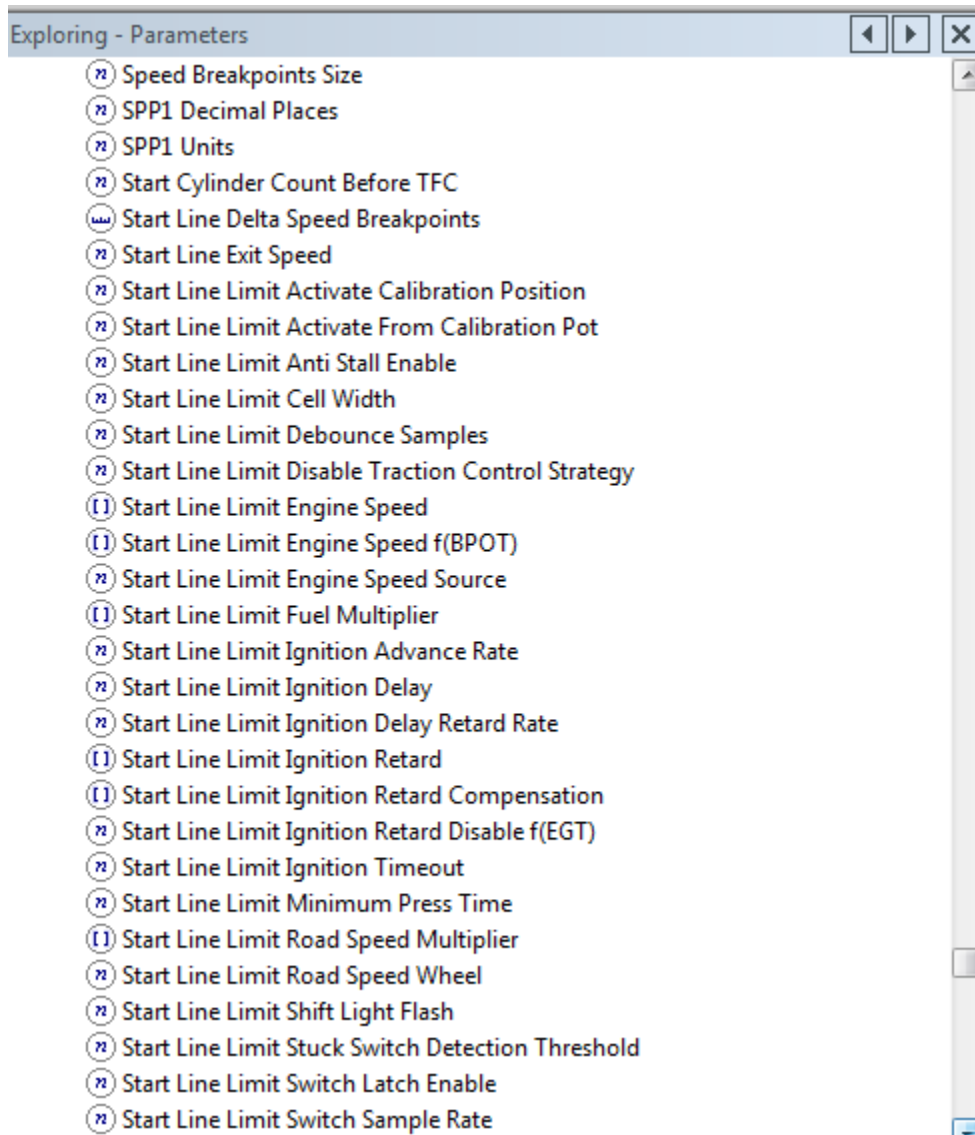 Exploring - Parameters
Speed Breakpoints Size
SPP1 Decimal Places
SPP1 Units
Start Cylinder Count Before TFC
Start Line Delta Speed Breakpoints
Start Line Exit Speed
Start Line Limit Activate Calibration Position
Start Line Limit Activate From Calibration Pot
Start Line Limit Anti Stall Enable
Start Line Limit Cell Width
Start Line Limit Debounce Samples
Start Line Limit Disable Traction Control Strategy
Start Line Limit Engine Speed
Start Line Limit Engine Speed f(BPOT)
Start Line Limit Engine Speed Source
Start Line Limit Fuel Multiplier
Start Line Limit Ignition Advance Rate
Start Line Limit Ignition Delay
Start Line Limit Ignition Delay Retard Rate
Start Line Limit Ignition Retard
Start Line Limit Ignition Retard Compensation
Start Line Limit Ignition Retard Disable f(EGT)
Start Line Limit Ignition Timeout
Start Line Limit Minimum Press Time
Start Line Limit Road Speed Multiplier
Start Line Limit Road Speed Wheel
Start Line Limit Shift Light Flash
Start Line Limit Stuck Switch Detection Threshold
Start Line Limit Switch Latch Enable
Start Line Limit Switch Sample Rate